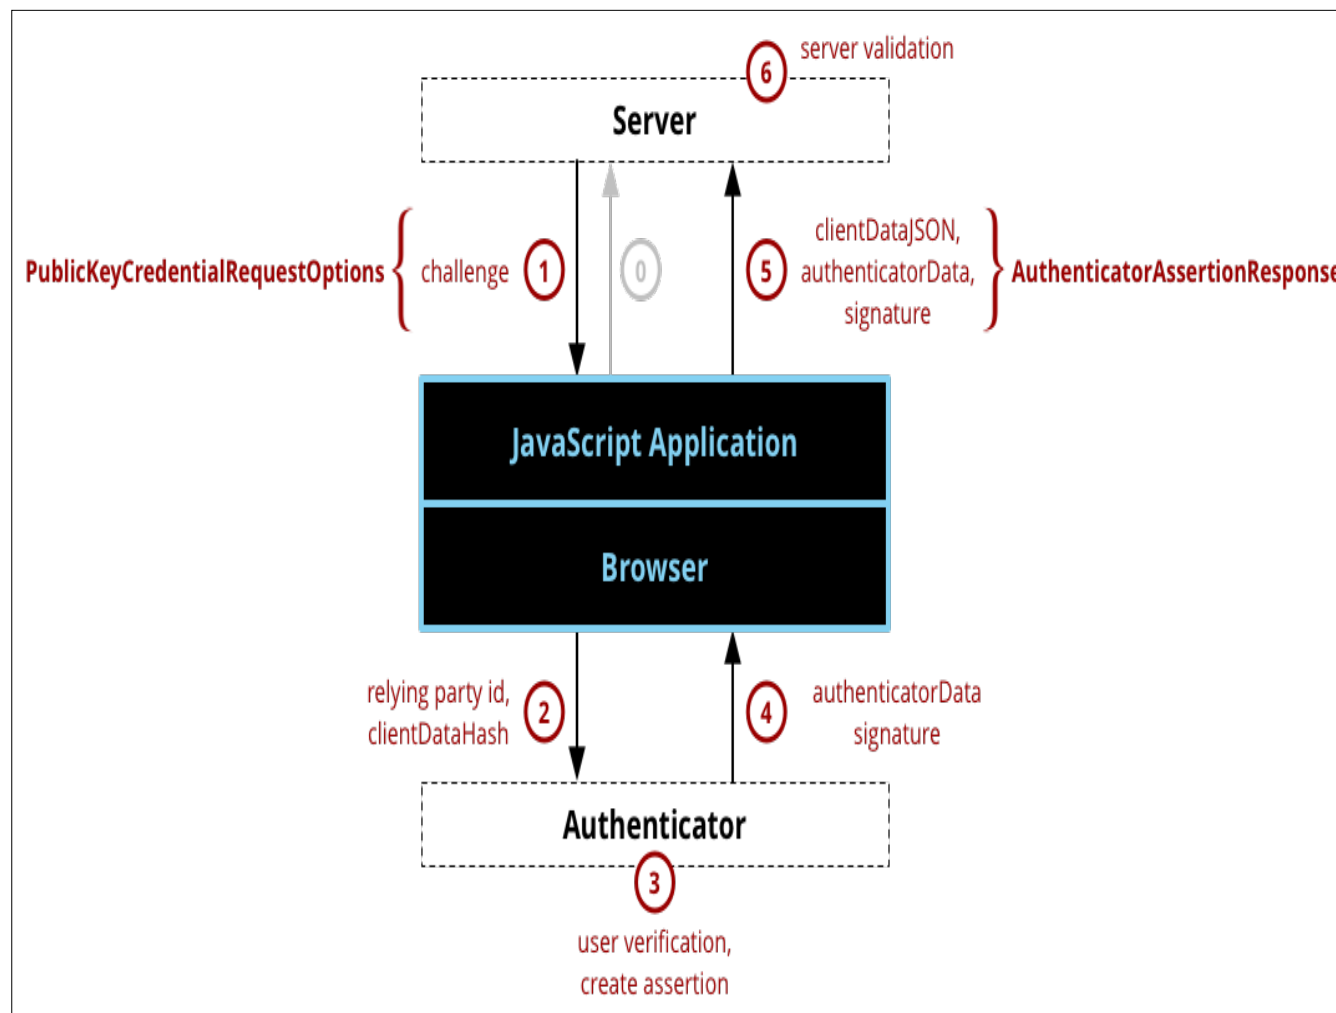 6
server validation
Server
PublicKeyCredentialRequestOptions
challenge
1
0
5
clientDataJSON,
authenticatorData,
signature
AuthenticatorAssertionResponse
JavaScript Application
Browser
relying party id,
clientDataHash
2
4
authenticatorData
signature
Authenticator
3
user verification,
create assertion